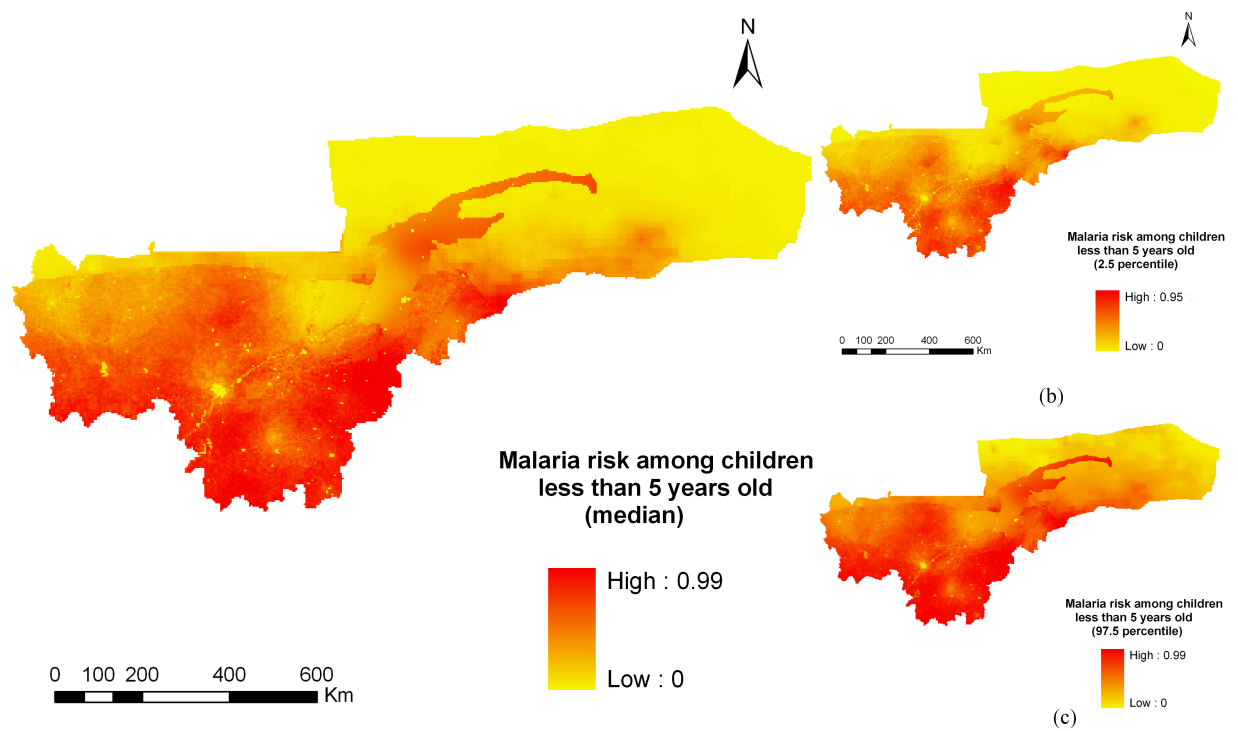 N
Malaria risk among children
less than 5 years old
(median)
High : 0.99
Low : 0
0 100 200 400 600
Km
N
Malaria risk among children
less than 5 years old
(2.5 percentile)
High : 0.95
Low : 0
0 100 200 400 600
Km
(b)
Malaria risk among children
less than 5 years old
(97.5 percentile)
High : 0.99
Low : 0
(c)